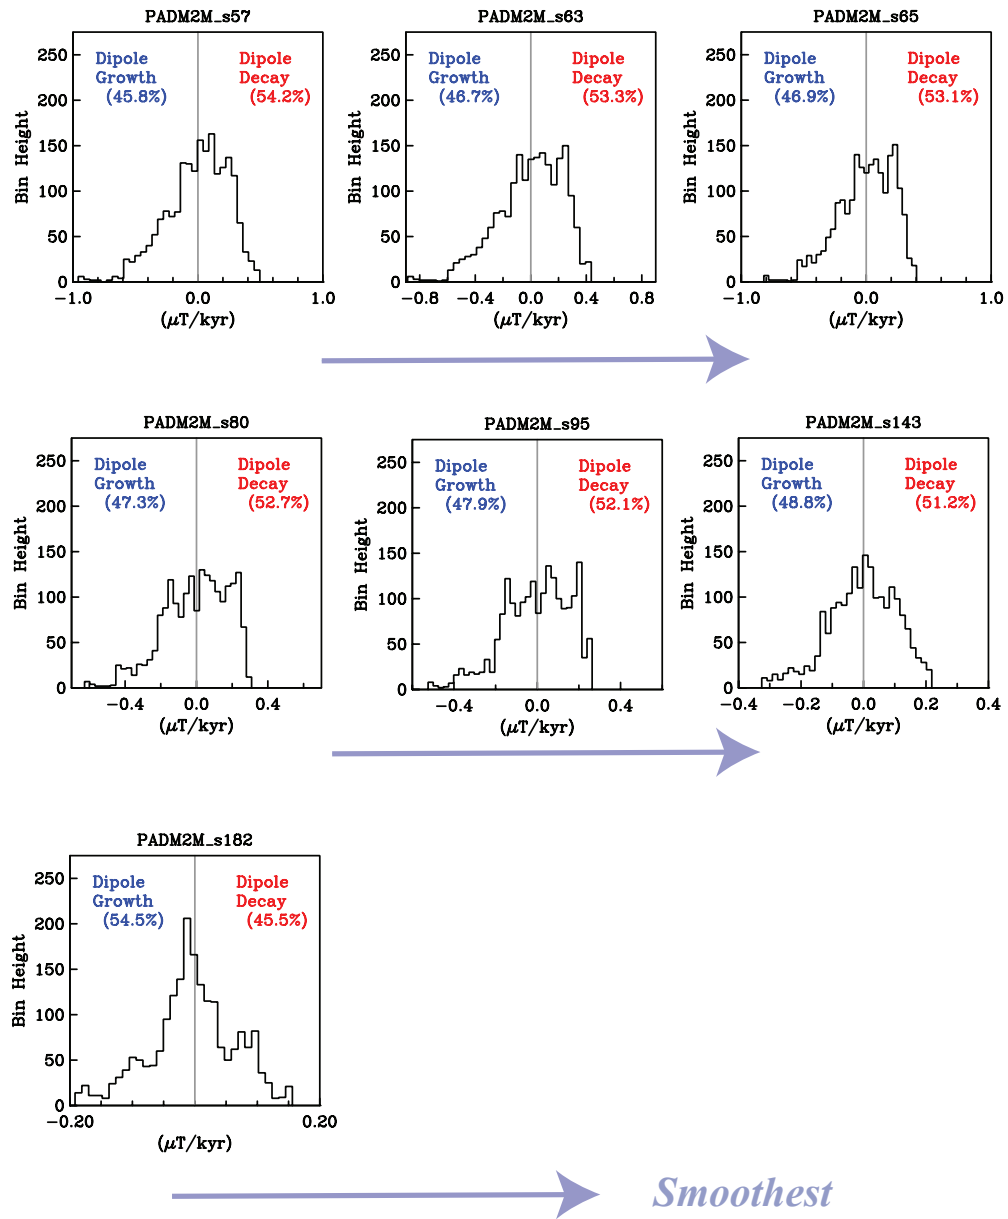 PADM2M_s57
PADM2M_s63
PADM2M_s65
250
200
150
100
50
0
Bin Height
Dipole
Growth
(45.8%)
Dipole
Decay
(54.2%)
−1.0
0.0
1.0
(μT/kyr)
250
200
150
100
50
0
Bin Height
Dipole
Growth
(46.7%)
Dipole
Decay
(53.3%)
−0.8
−0.4
0.0
0.4
0.8
(μT/kyr)
250
200
150
100
50
0
Bin Height
Dipole
Growth
(46.9%)
Dipole
Decay
(53.1%)
−1.0
0.0
1.0
(μT/kyr)
PADM2M_s80
PADM2M_s95
PADM2M_s143
250
200
150
100
50
0
Bin Height
Dipole
Growth
(47.3%)
Dipole
Decay
(52.7%)
−0.4
0.0
0.4
(μT/kyr)
250
200
150
100
50
0
Bin Height
Dipole
Growth
(47.9%)
Dipole
Decay
(52.1%)
−0.4
0.0
0.4
(μT/kyr)
250
200
150
100
50
0
Bin Height
Dipole
Growth
(48.8%)
Dipole
Decay
(51.2%)
−0.4
−0.2
0.0
0.2
0.4
(μT/kyr)
PADM2M_s182
250
200
150
100
50
0
Bin Height
Dipole
Growth
(54.5%)
Dipole
Decay
(45.5%)
−0.20
0.20
(μT/kyr)
Smoothest